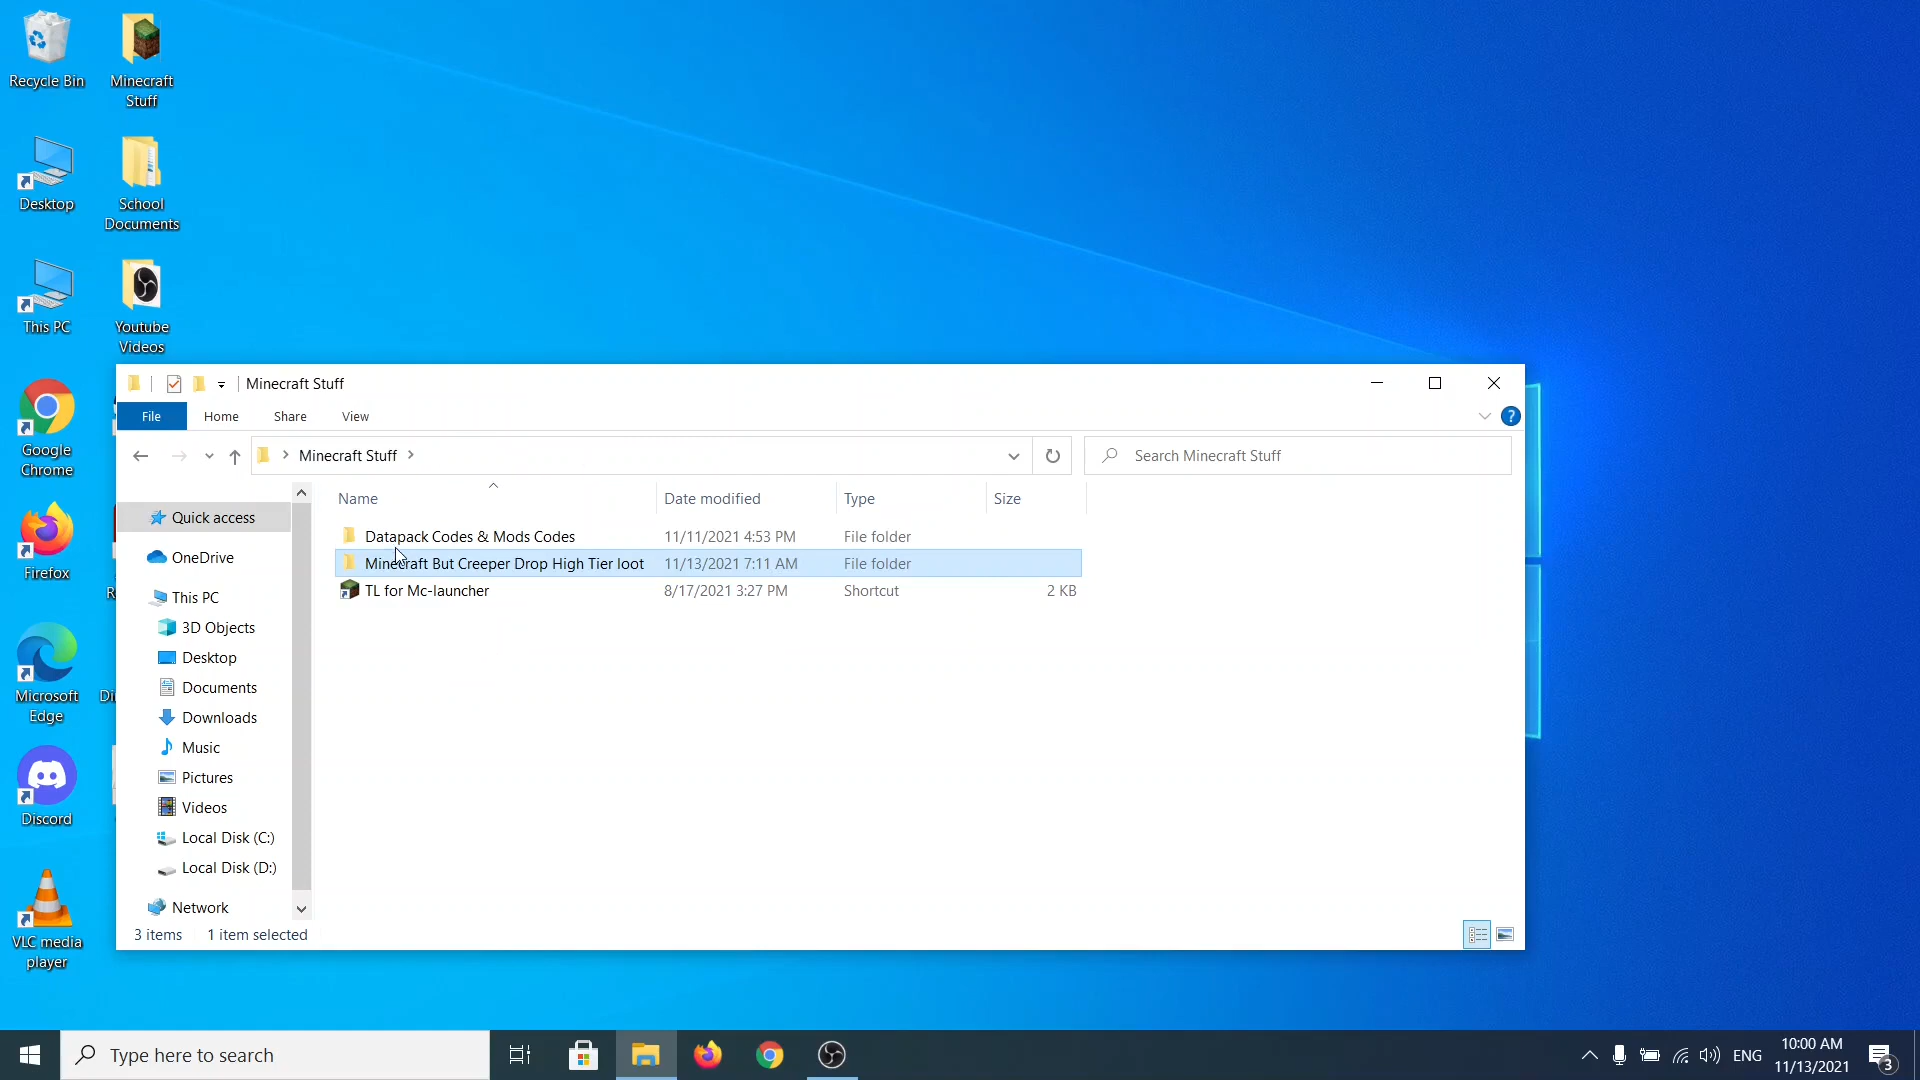 Recycle Bin
Minecraft
Stuff
Desktop
School
Documents
This PC
Youtube
Videos
Google
Chrome
Firefox
R
Microsoft
Edge
Di
Discord
VLC media
player
Minecraft Stuff
File
Home
Share
View
?
Minecraft Stuff
Search Minecraft Stuff
Name
Date modified
Type
Size
Datapack Codes & Mods Codes
11/11/2021 4:53 PM
File folder
Minecraft But Creeper Drop High Tier loot
11/13/2021 7:11 AM
File folder
TL for Mc-launcher
8/17/2021 3:27 PM
Shortcut
2 KB
Quick access
OneDrive
This PC
3D Objects
Desktop
Documents
Downloads
Music
Pictures
Videos
Local Disk (C:)
Local Disk (D:)
Network
3 items
1 item selected
Type here to search
ENG
10:00 AM
11/13/2021
3